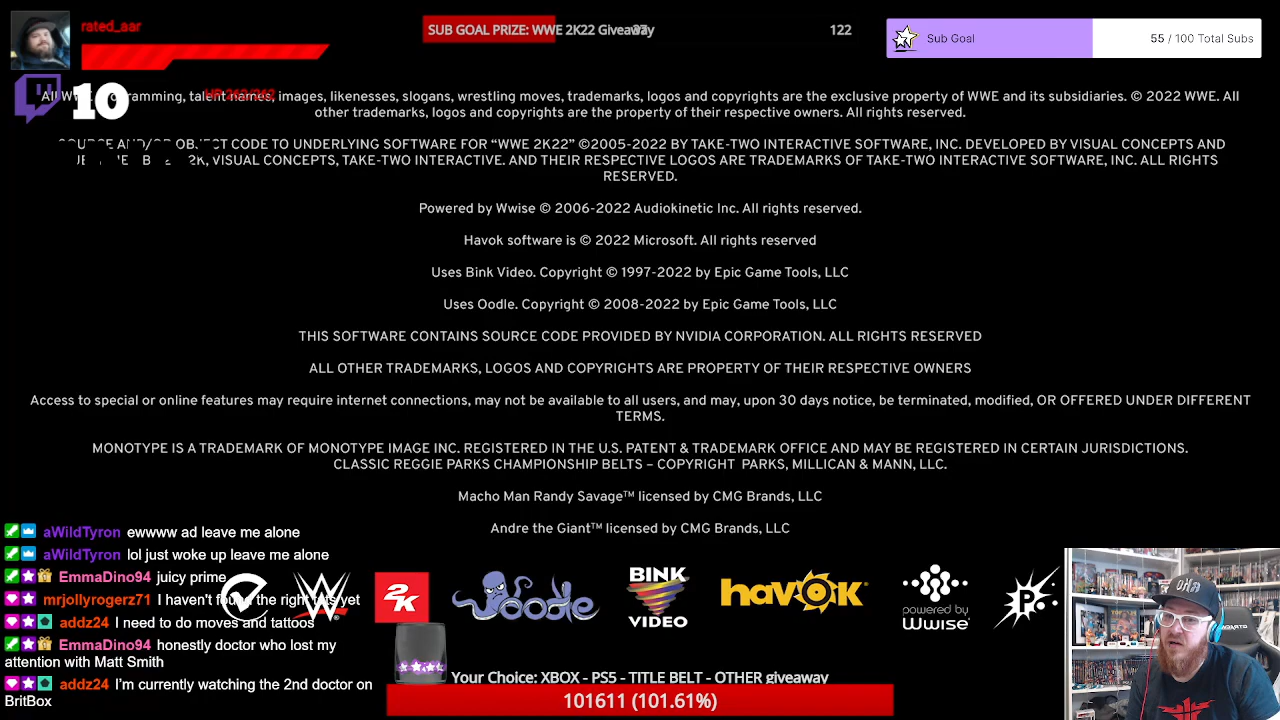 rated_aar
SUB GOAL PRIZE: WWE 2K22 Giveaway
122
Sub Goal
55 / 100 Total Subs
10
All programming, talent names, images, likenesses, slogans, wrestling moves, trademarks, logos and copyrights are the exclusive property of WWE and its subsidiaries. © 2022 WWE. All
other trademarks, logos and copyrights are the property of their respective owners. All rights reserved.
SOURCE AND/OR OBJECT CODE TO UNDERLYING SOFTWARE FOR “WWE 2K22” ©2005-2022 BY TAKE-TWO INTERACTIVE SOFTWARE, INC. DEVELOPED BY VISUAL CONCEPTS AND
2K, VISUAL CONCEPTS, TAKE-TWO INTERACTIVE. AND THEIR RESPECTIVE LOGOS ARE TRADEMARKS OF TAKE-TWO INTERACTIVE SOFTWARE, INC. ALL RIGHTS
RESERVED.
Powered by Wwise © 2006-2022 Audiokinetic Inc. All rights reserved.
Havok software is © 2022 Microsoft. All rights reserved
Uses Bink Video. Copyright © 1997-2022 by Epic Game Tools, LLC
Uses Oodle. Copyright © 2008-2022 by Epic Game Tools, LLC
THIS SOFTWARE CONTAINS SOURCE CODE PROVIDED BY NVIDIA CORPORATION. ALL RIGHTS RESERVED
ALL OTHER TRADEMARKS, LOGOS AND COPYRIGHTS ARE PROPERTY OF THEIR RESPECTIVE OWNERS
Access to special or online features may require internet connections, may not be available to all users, and may, upon 30 days notice, be terminated, modified, OR OFFERED UNDER DIFFERENT
TERMS.
MONOTYPE IS A TRADEMARK OF MONOTYPE IMAGE INC. REGISTERED IN THE U.S. PATENT & TRADEMARK OFFICE AND MAY BE REGISTERED IN CERTAIN JURISDICTIONS.
CLASSIC REGGIE PARKS CHAMPIONSHIP BELTS – COPYRIGHT PARKS, MILLICAN & MANN, LLC.
Macho Man Randy Savage™ licensed by CMG Brands, LLC
Andre the Giant™ licensed by CMG Brands, LLC
aWildTyron ewwww ad leave me alone
aWildTyron lol just woke up leave me alone
EmmaDino94 juicy prime
mrjollyrogerz71 I haven't found the right tats yet
addz24 I need to do moves and tattoos
EmmaDino94 honestly doctor who lost my
attention with Matt Smith
addz24 I'm currently watching the 2nd doctor on
BritBox
W
2K
oodle
BINK
VIDEO
havok
powered by
Wwise
P
Your Choice: XBOX - PS5 - TITLE BELT - OTHER giveaway
101611 (101.61%)